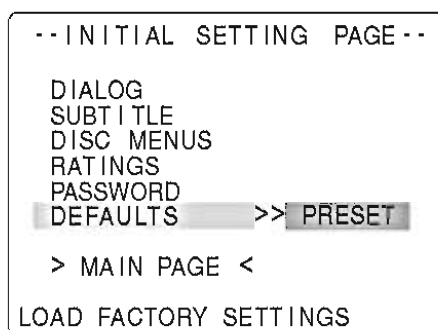 --INITIAL SETTING PAGE--
DIALOG
SUBTITLE
DISC MENUS
RATINGS
PASSWORD
DEFAULTS >> PRESET
> MAIN PAGE <
LOAD FACTORY SETTINGS